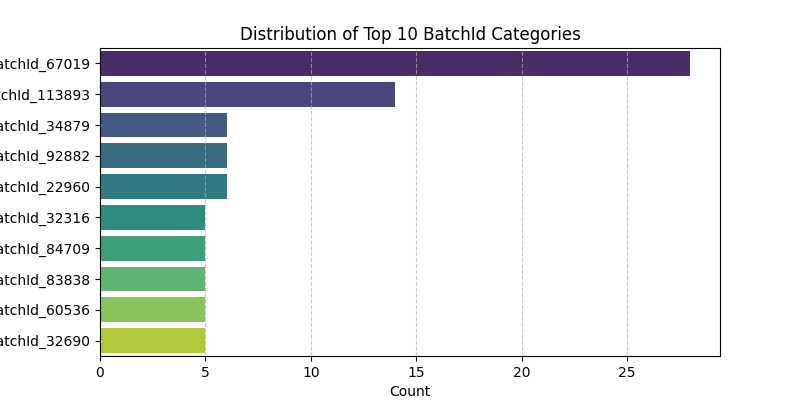 Distribution of Top 10 BatchId Categories
atchId_67019
tchId_113893
atchId_34879
atchId_92882
atchId_22960
atchId_32316
atchId_84709
atchId_83838
atchId_60536
atchId_32690
0 5 10 15 20 25
Count